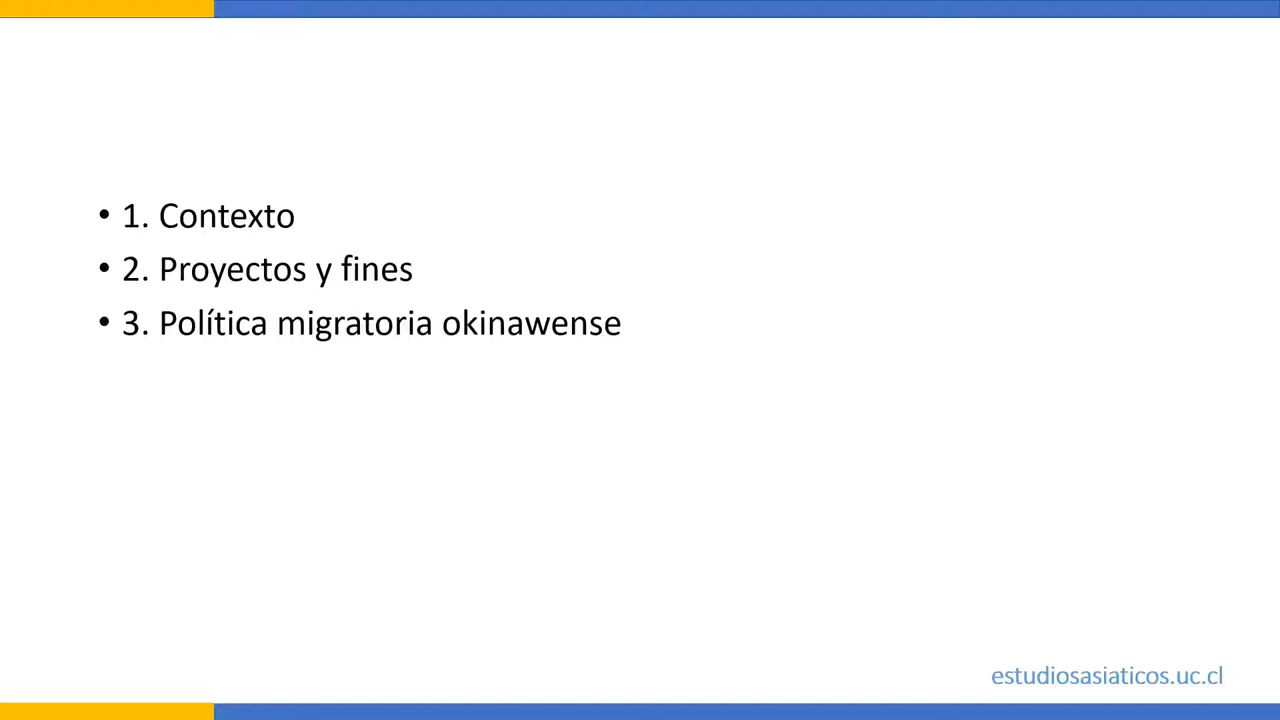 • 1. Contexto
• 2. Proyectos y fines
• 3. Política migratoria okinawense
estudiosasiaticos.uc.cl